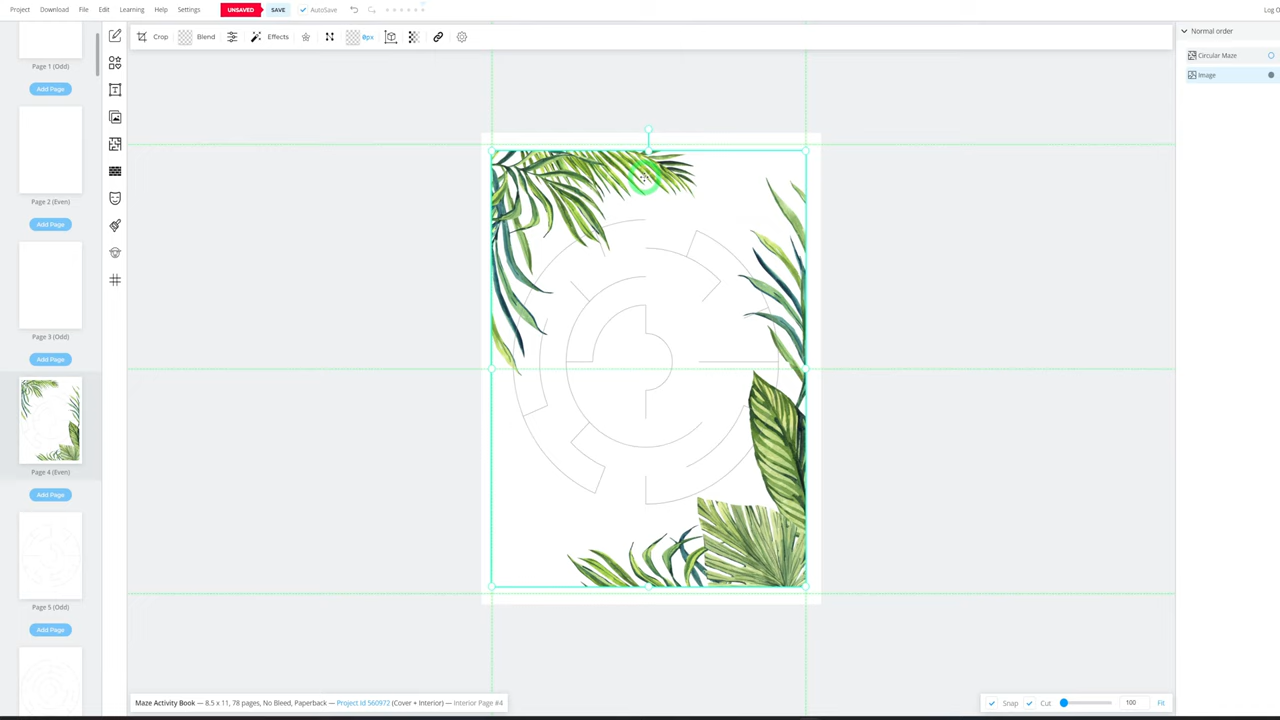 Project Download File Edit Learning Help Settings UNSAVED SAVE AutoSave
Crop Blend Effects 0px
Normal order
Circular Maze
Image
Page 1 (Odd)
Add Page
Page 2 (Even)
Add Page
Page 3 (Odd)
Add Page
Page 4 (Even)
Add Page
Page 5 (Odd)
Add Page
Maze Activity Book — 8.5 x 11, 78 pages, No Bleed, Paperback — Project id 560972 (Cover + Interior) — Interior Page #4
Snap Cut 100 Fit